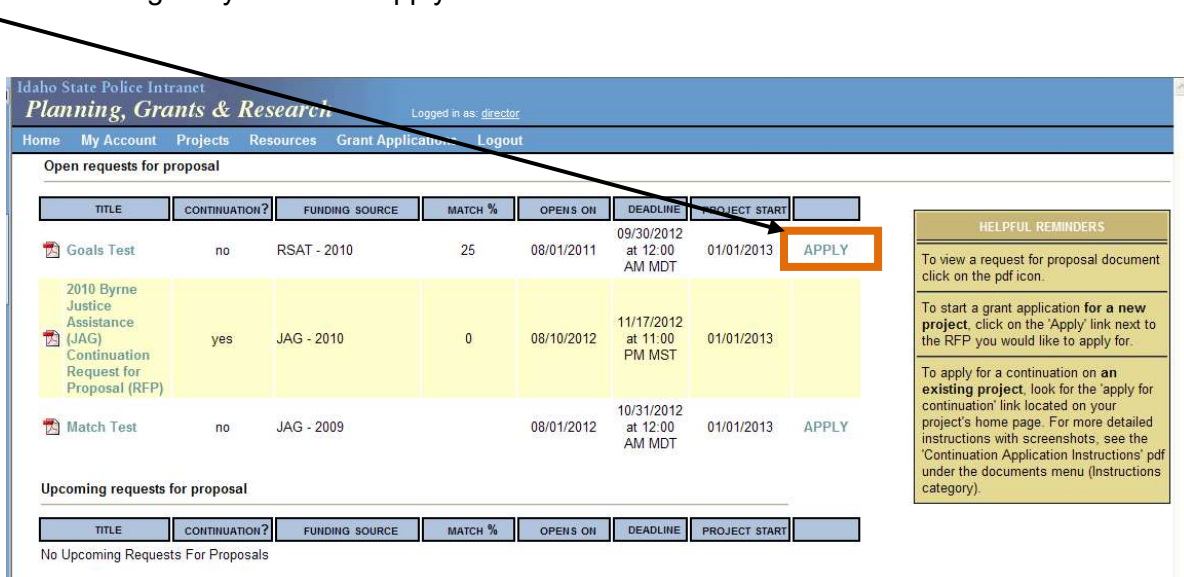 Idaho State Police Intranet
Planning, Grants & Research
Logged in as: director
Home My Account Projects Resources Grant Applications Logout
Open requests for proposal
TITLE CONTINUATION? FUNDING SOURCE MATCH % OPENS ON DEADLINE PROJECT START
Goals Test no RSAT - 2010 25 08/01/2011 09/30/2012 at 12:00 AM MDT 01/01/2013 APPLY
2010 Byrne
Justice
Assistance
(JAG)
Continuation
Request for
Proposal (RFP)
yes JAG - 2010 0 08/10/2012 11/17/2012 at 11:00 PM MST 01/01/2013
Match Test no JAG - 2009 08/01/2012 10/31/2012 at 12:00 AM MDT 01/01/2013 APPLY
Upcoming requests for proposal
TITLE CONTINUATION? FUNDING SOURCE MATCH % OPENS ON DEADLINE PROJECT START
No Upcoming Requests For Proposals
HELPFUL REMINDERS
To view a request for proposal document
click on the pdf icon.
To start a grant application for a new
project, click on the 'Apply' link next to
the RFP you would like to apply for.
To apply for a continuation on an
existing project, look for the 'apply for
continuation' link located on your
project's home page. For more detailed
instructions with screenshots, see the
'Continuation Application Instructions' pdf
under the documents menu (Instructions
category).